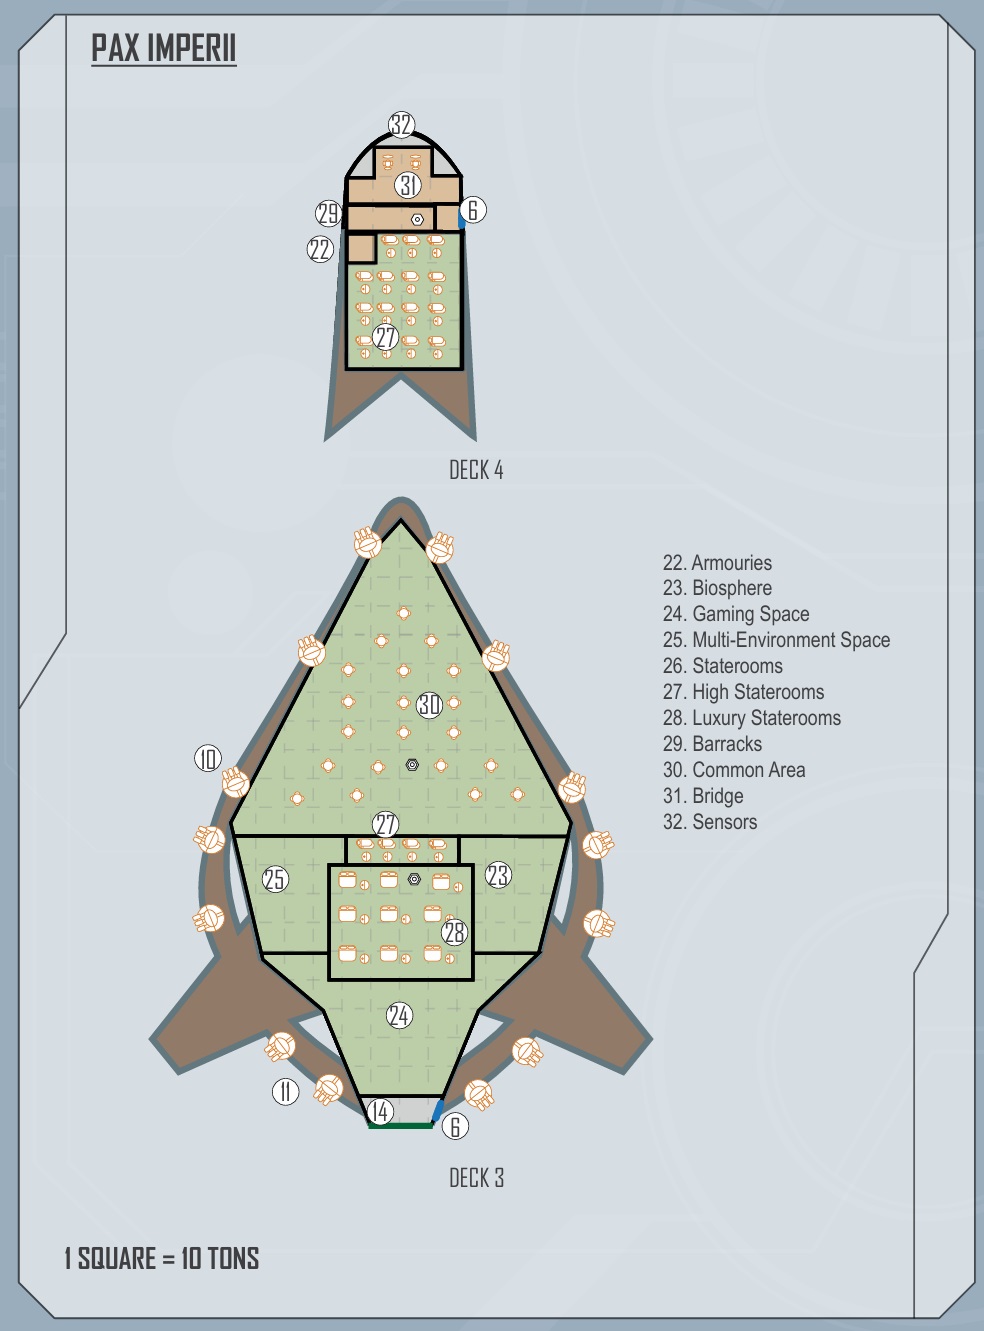 PAX IMPERII
32
31
29
6
22
27
DECK 4
22. Armouries
23. Biosphere
24. Gaming Space
25. Multi-Environment Space
26. Staterooms
27. High Staterooms
28. Luxury Staterooms
29. Barracks
30. Common Area
31. Bridge
32. Sensors
30
10
27
25
23
28
24
11
14
6
DECK 3
1 SQUARE = 10 TONS